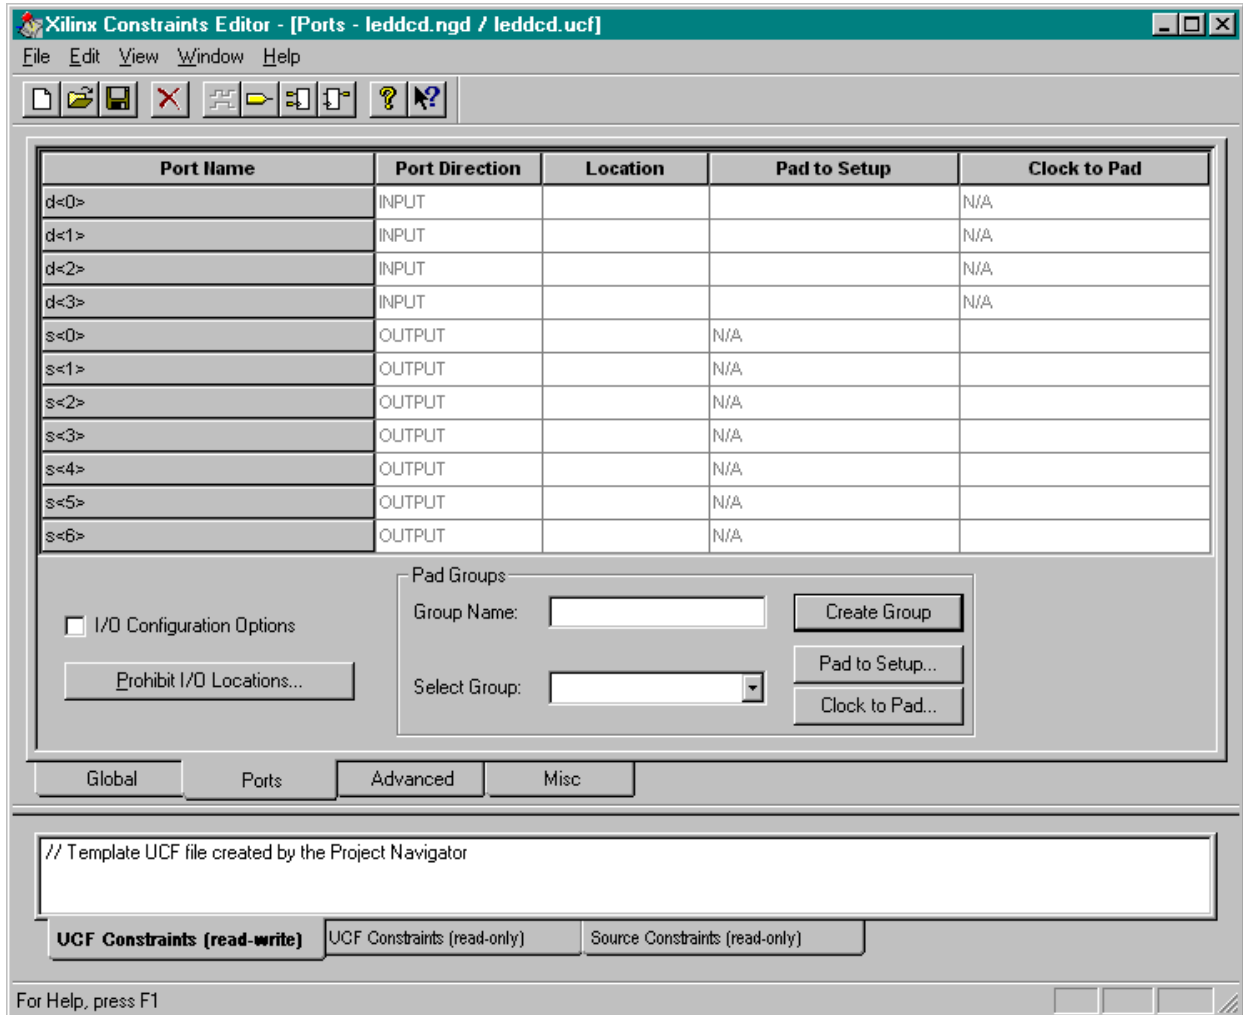 Xilinx Constraints Editor - [Ports - leddcd.ngd / leddcd.ucf]
File Edit View Window Help
Port Name Port Direction Location Pad to Setup Clock to Pad
d<0> INPUT N/A
d<1> INPUT N/A
d<2> INPUT N/A
d<3> INPUT N/A
s<0> OUTPUT N/A
s<1> OUTPUT N/A
s<2> OUTPUT N/A
s<3> OUTPUT N/A
s<4> OUTPUT N/A
s<5> OUTPUT N/A
s<6> OUTPUT N/A
Pad Groups
I/O Configuration Options Group Name: Create Group
Prohibit I/O Locations... Select Group: Pad to Setup...
Clock to Pad...
Global Ports Advanced Misc
// Template UCF file created by the Project Navigator
UCF Constraints (read-write) UCF Constraints (read-only) Source Constraints (read-only)
For Help, press F1